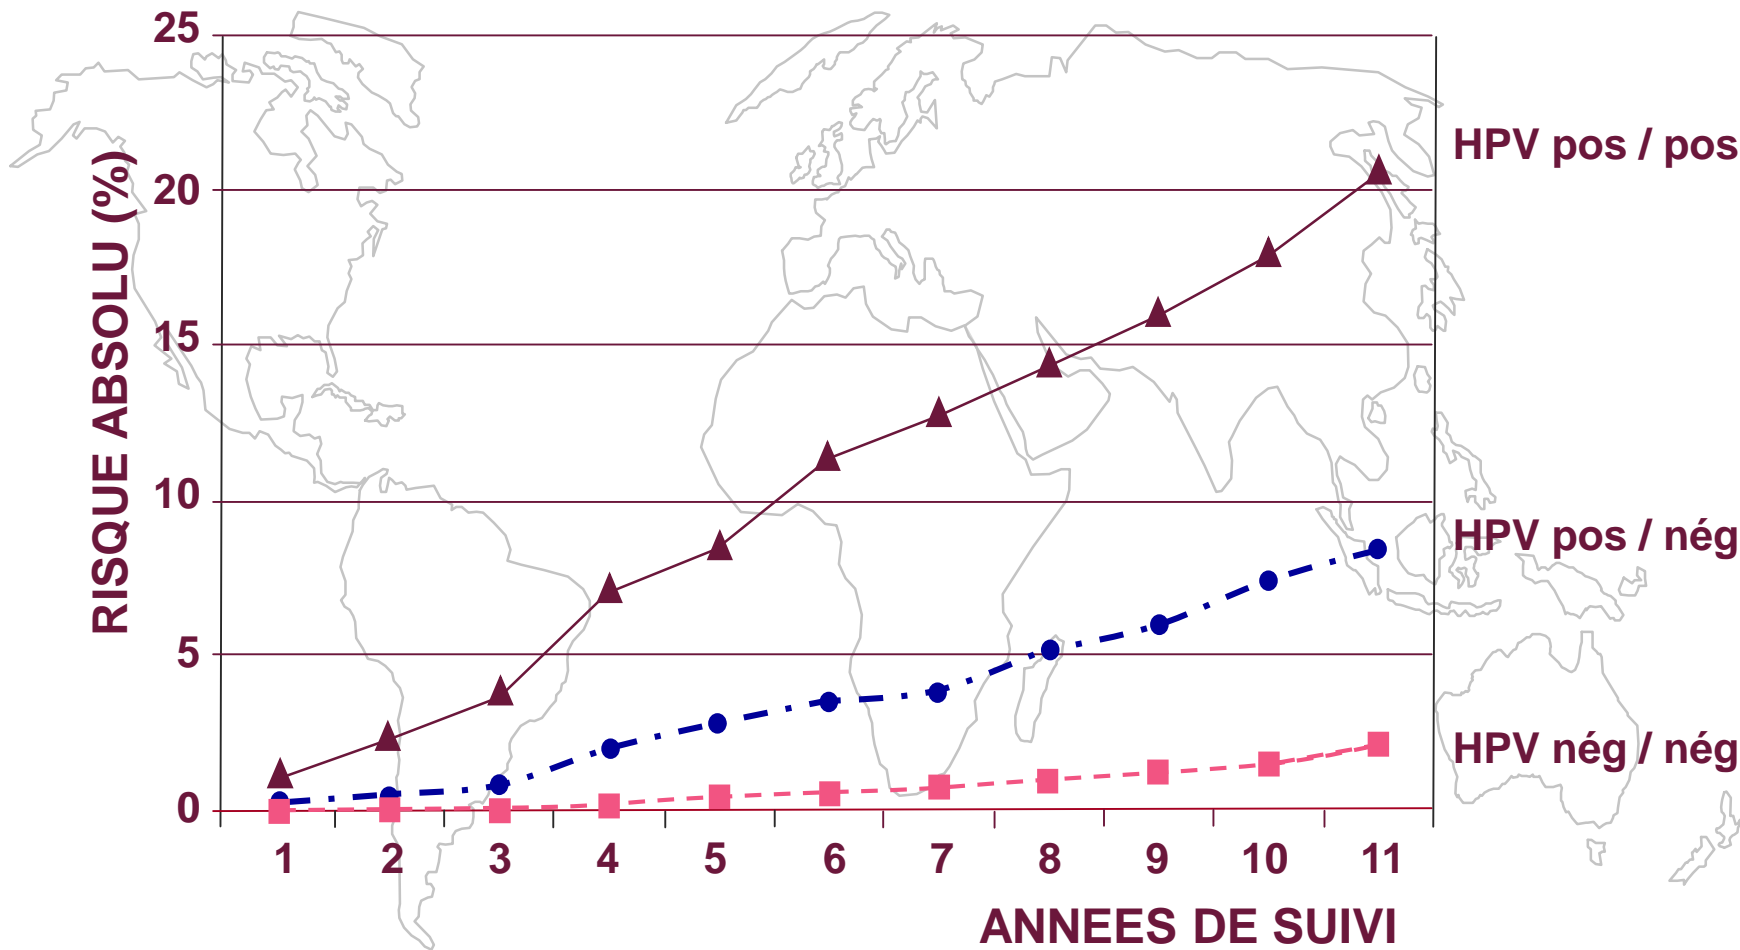 RISQUE ABSOLU (%)
25
20
15
10
5
0
HPV pos / pos
HPV pos / nég
HPV nég / nég
1 2 3 4 5 6 7 8 9 10 11
ANNEES DE SUIVI